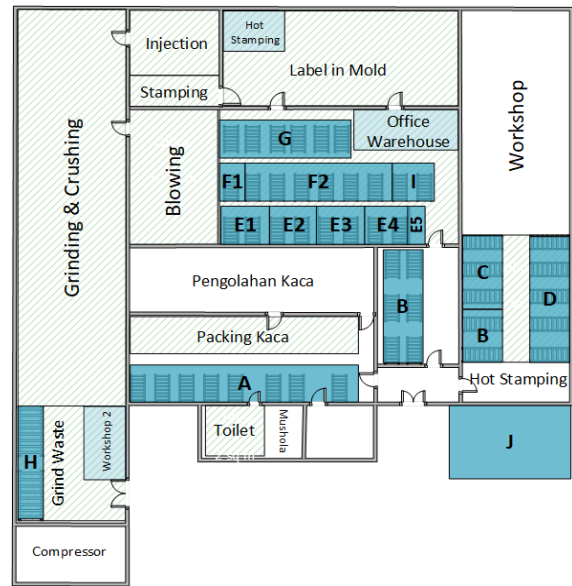 Injection
Stamping
Hot
Stamping
Label in Mold
Workshop
Grinding & Crushing
Blowing
G
Office
Warehouse
F1
F2
I
E1
E2
E3
E4
E5
Pengolahan Kaca
B
C
D
B
Packing Kaca
A
Hot Stamping
H
Grind Waste
Workshop 2
Toilet
Mushola
J
Compressor